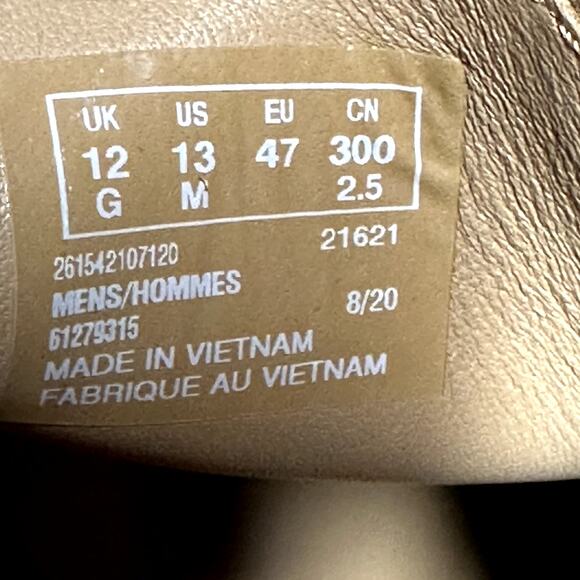 UK US EU CN
12 13 47 300
G M 2.5
261542107120 21621
MENS/HOMMES 8/20
61279315
MADE IN VIETNAM
FABRIQUE AU VIETNAM